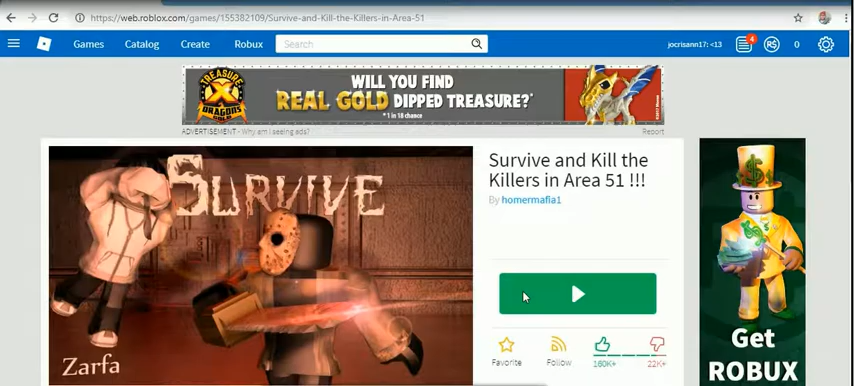 https://web.roblox.com/games/155382109/Survive-and-Kill-the-Killers-in-Area-51
Games Catalog Create Robux Search jocrisann17: <13 4 R$ 0
TREASURE X DRAGONS GOLD
WILL YOU FIND
REAL GOLD DIPPED TREASURE?*
* 1 in 18 chance
ADVERTISEMENT - Why am I seeing ads? Report
SURVIVE
Zarfa
Survive and Kill the
Killers in Area 51 !!!
By homermafia1
Favorite Follow 160K+ 22K+
Get
ROBUX